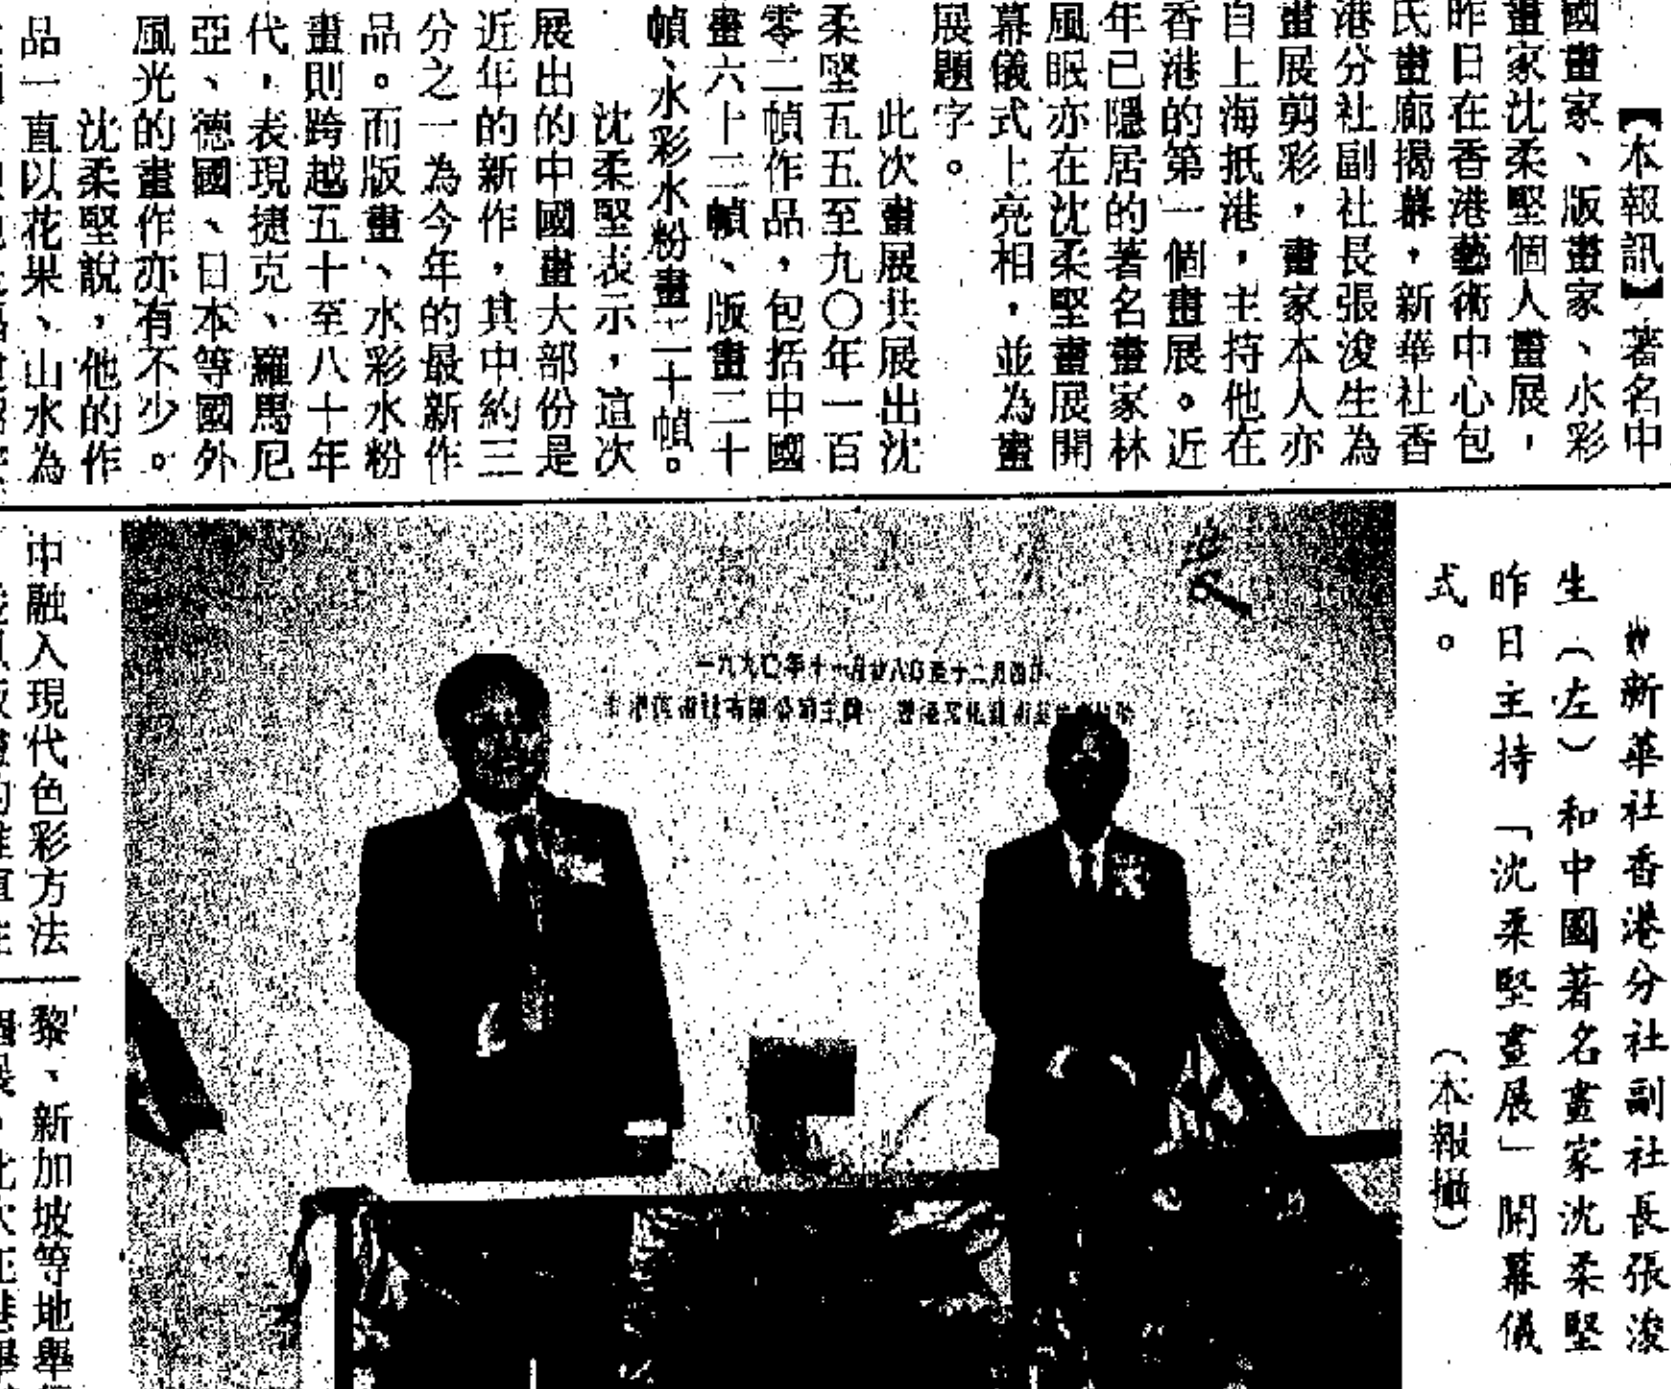 【本報訊】著名中
國畫家、版畫家、水彩
畫家沈柔堅個人畫展，
昨日在香港藝術中心包
氏畫廊揭幕，新華社香
港分社副社長張浚生為
畫展剪彩，畫家本人亦
自上海抵港，主持他在
香港的第一個畫展。近
年已隱居的著名畫家林
風眠亦在沈柔堅畫展開
幕儀式上亮相，並為畫
展題字。
此次畫展共展出沈
柔堅五五至九〇年一百
零二幀作品，包括中國
畫六十二幀、版畫二十
幀、水彩水粉畫二十幀。
沈柔堅表示，這次
展出的中國畫大部份是
近年的新作，其中約三
分之一為今年的最新作
品。而版畫、水彩水粉
畫則跨越五十至八十年
代，表現捷克、羅馬尼
亞、德國、日本等國外
風光的畫作亦有不少。
沈柔堅說，他的作
品一直以花果、山水為
中融入現代色彩方法
黎、新加坡等地舉
新華社香港分社副社長張浚
生（左）和中國著名畫家沈柔堅
昨日主持「沈柔堅畫展」開幕儀
式。
（本報攝）
一九九〇年十一月廿八日至十二月